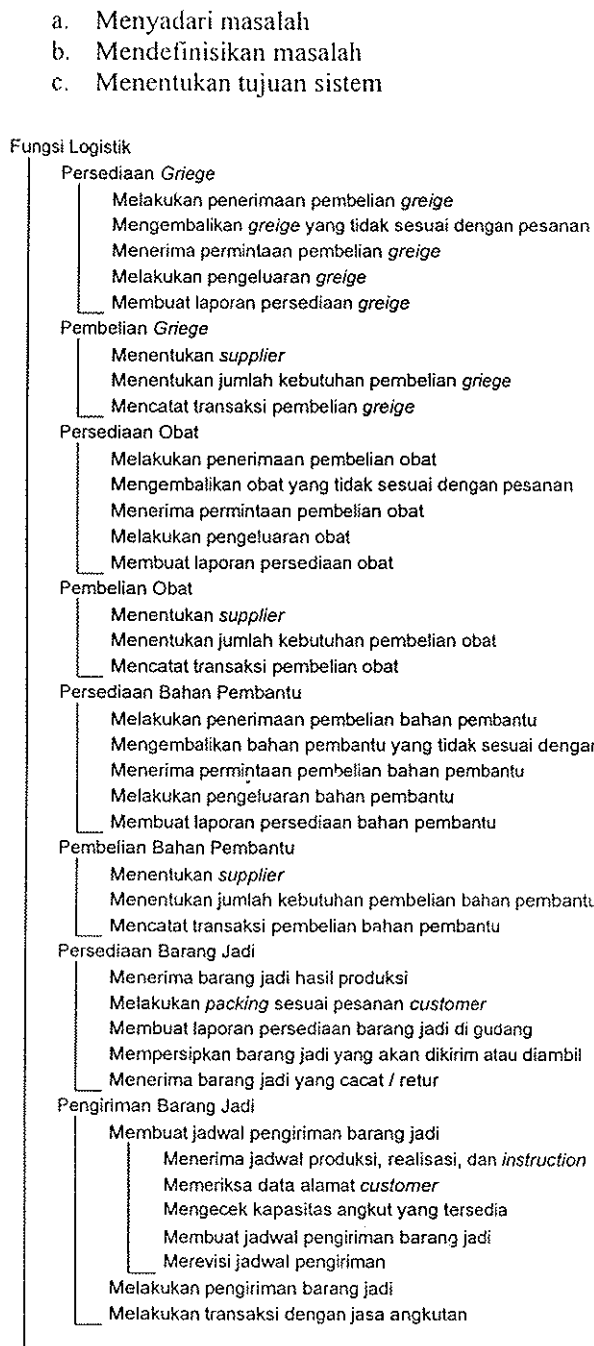 a. Menyadari masalah
b. Mendefinisikan masalah
c. Menentukan tujuan sistem
Fungsi Logistik
Persediaan Griege
Melakukan penerimaan pembelian greige
Mengembalikan greige yang tidak sesuai dengan pesanan
Menerima permintaan pembelian greige
Melakukan pengeluaran greige
Membuat laporan persediaan greige
Pembelian Griege
Menentukan supplier
Menentukan jumlah kebutuhan pembelian griege
Mencatat transaksi pembelian greige
Persediaan Obat
Melakukan penerimaan pembelian obat
Mengembalikan obat yang tidak sesuai dengan pesanan
Menerima permintaan pembelian obat
Melakukan pengeluaran obat
Membuat laporan persediaan obat
Pembelian Obat
Menentukan supplier
Menentukan jumlah kebutuhan pembelian obat
Mencatat transaksi pembelian obat
Persediaan Bahan Pembantu
Melakukan penerimaan pembelian bahan pembantu
Mengembalikan bahan pembantu yang tidak sesuai dengan
Menerima permintaan pembelian bahan pembantu
Melakukan pengeluaran bahan pembantu
Membuat laporan persediaan bahan pembantu
Pembelian Bahan Pembantu
Menentukan supplier
Menentukan jumlah kebutuhan pembelian bahan pembantu
Mencatat transaksi pembelian bahan pembantu
Persediaan Barang Jadi
Menerima barang jadi hasil produksi
Melakukan packing sesuai pesanan customer
Membuat laporan persediaan barang jadi di gudang
Mempersipkan barang jadi yang akan dikirim atau diambil
Menerima barang jadi yang cacat / retur
Pengiriman Barang Jadi
Membuat jadwal pengiriman barang jadi
Menerima jadwal produksi, realisasi, dan instruction
Memeriksa data alamat customer
Mengecek kapasitas angkut yang tersedia
Membuat jadwal pengiriman barang jadi
Merevisi jadwal pengiriman
Melakukan pengiriman barang jadi
Melakukan transaksi dengan jasa angkutan